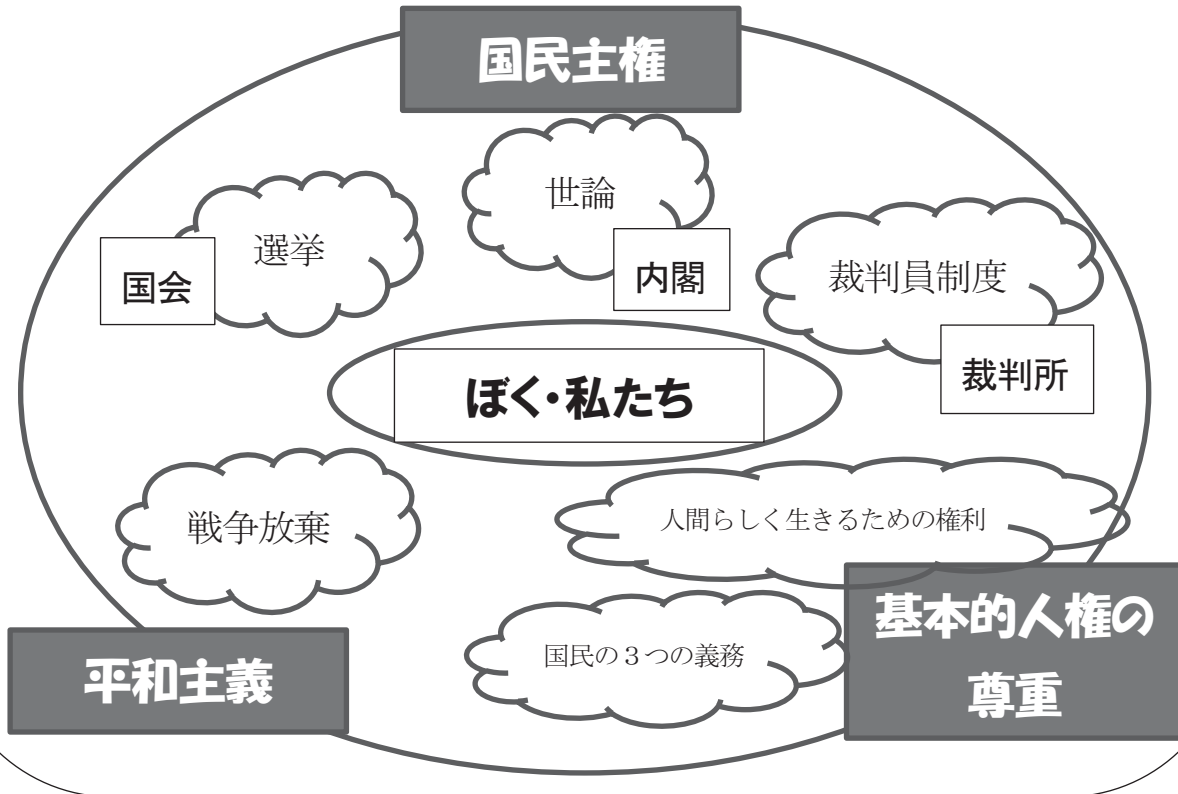 国民主権
世論
選挙
国会
内閣
裁判員制度
裁判所
ぼく・私たち
戦争放棄
人間らしく生きるための権利
基本的人権の
尊重
国民の３つの義務
平和主義